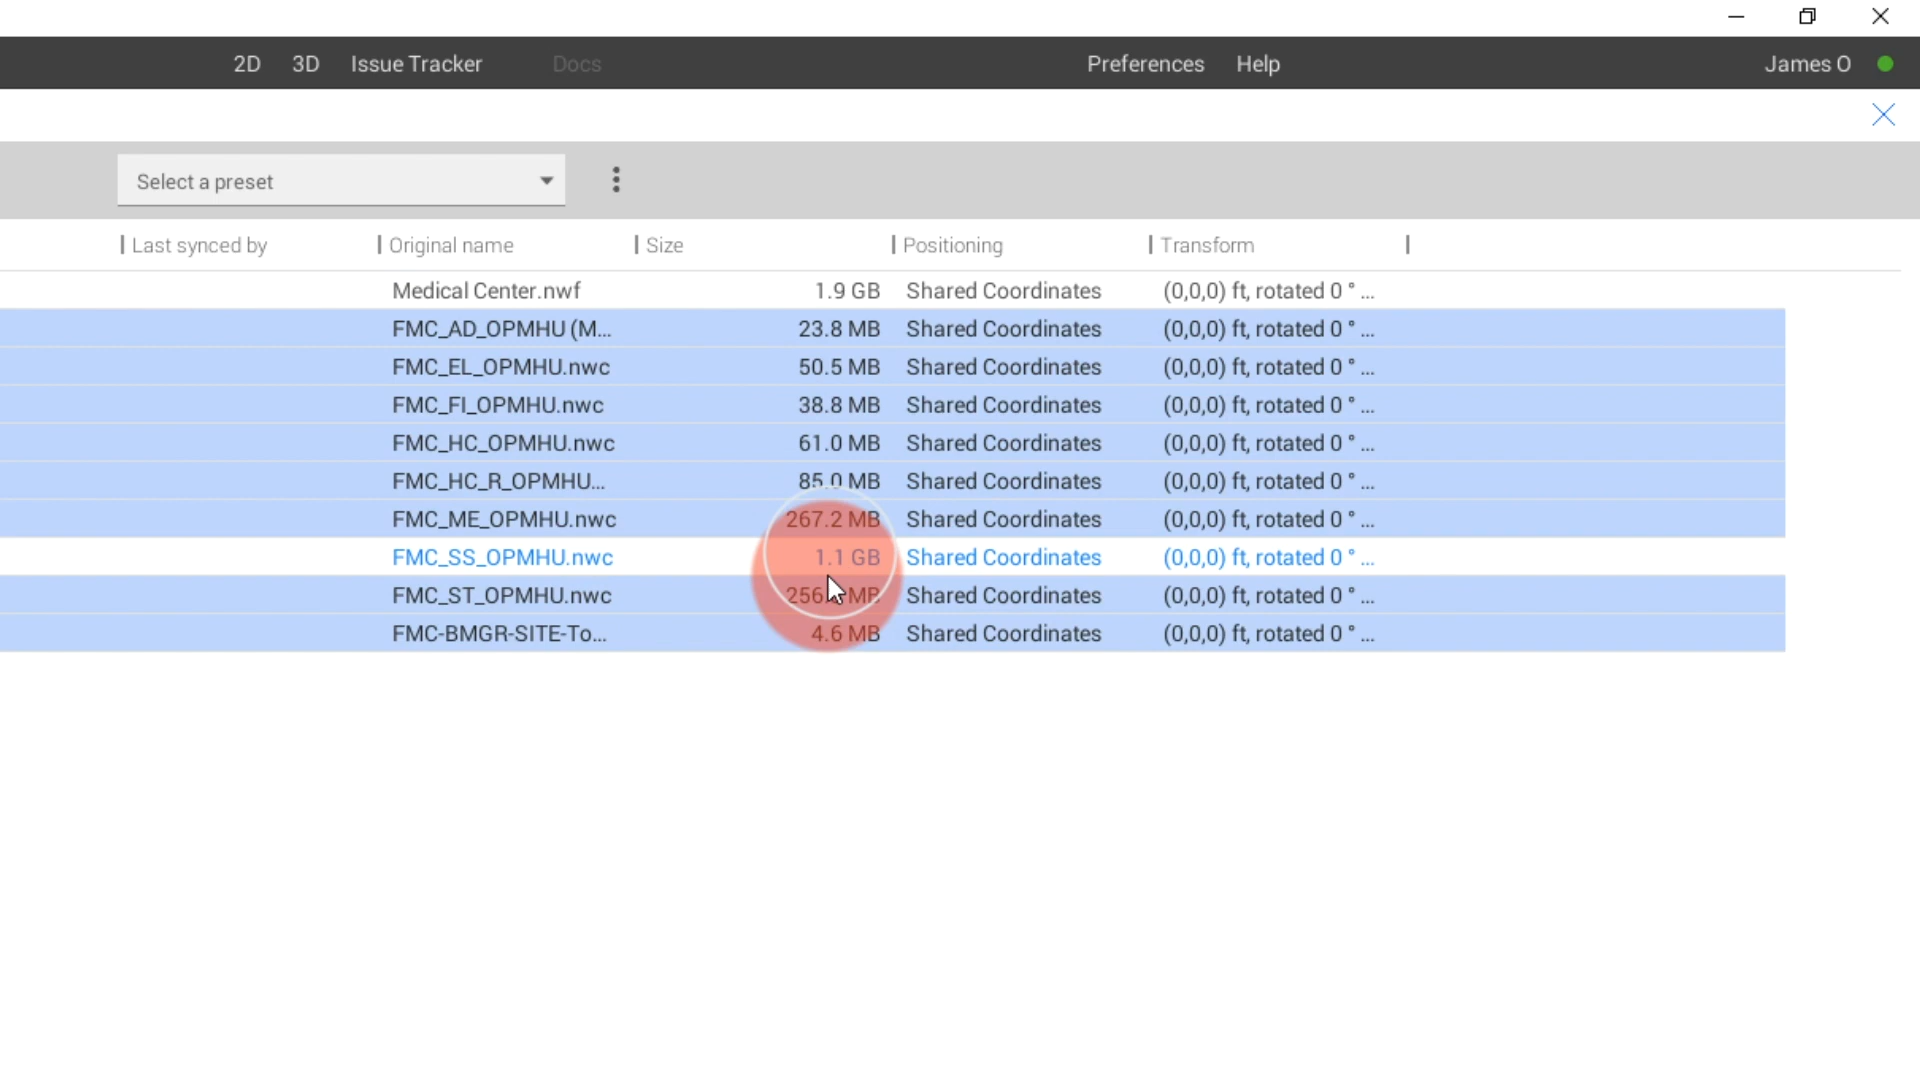 2D 3D Issue Tracker Docs Preferences Help James O
Select a preset
Last synced by Original name Size Positioning Transform
Medical Center.nwf 1.9 GB Shared Coordinates (0,0,0) ft, rotated 0 ° ...
FMC_AD_OPMHU (M... 23.8 MB Shared Coordinates (0,0,0) ft, rotated 0 ° ...
FMC_EL_OPMHU.nwc 50.5 MB Shared Coordinates (0,0,0) ft, rotated 0 ° ...
FMC_FI_OPMHU.nwc 38.8 MB Shared Coordinates (0,0,0) ft, rotated 0 ° ...
FMC_HC_OPMHU.nwc 61.0 MB Shared Coordinates (0,0,0) ft, rotated 0 ° ...
FMC_HC_R_OPMHU... 85.0 MB Shared Coordinates (0,0,0) ft, rotated 0 ° ...
FMC_ME_OPMHU.nwc 267.2 MB Shared Coordinates (0,0,0) ft, rotated 0 ° ...
FMC_SS_OPMHU.nwc 1.1 GB Shared Coordinates (0,0,0) ft, rotated 0 ° ...
FMC_ST_OPMHU.nwc MB Shared Coordinates (0,0,0) ft, rotated 0 ° ...
FMC-BMGR-SITE-To... 4.6 MB Shared Coordinates (0,0,0) ft, rotated 0 ° ...